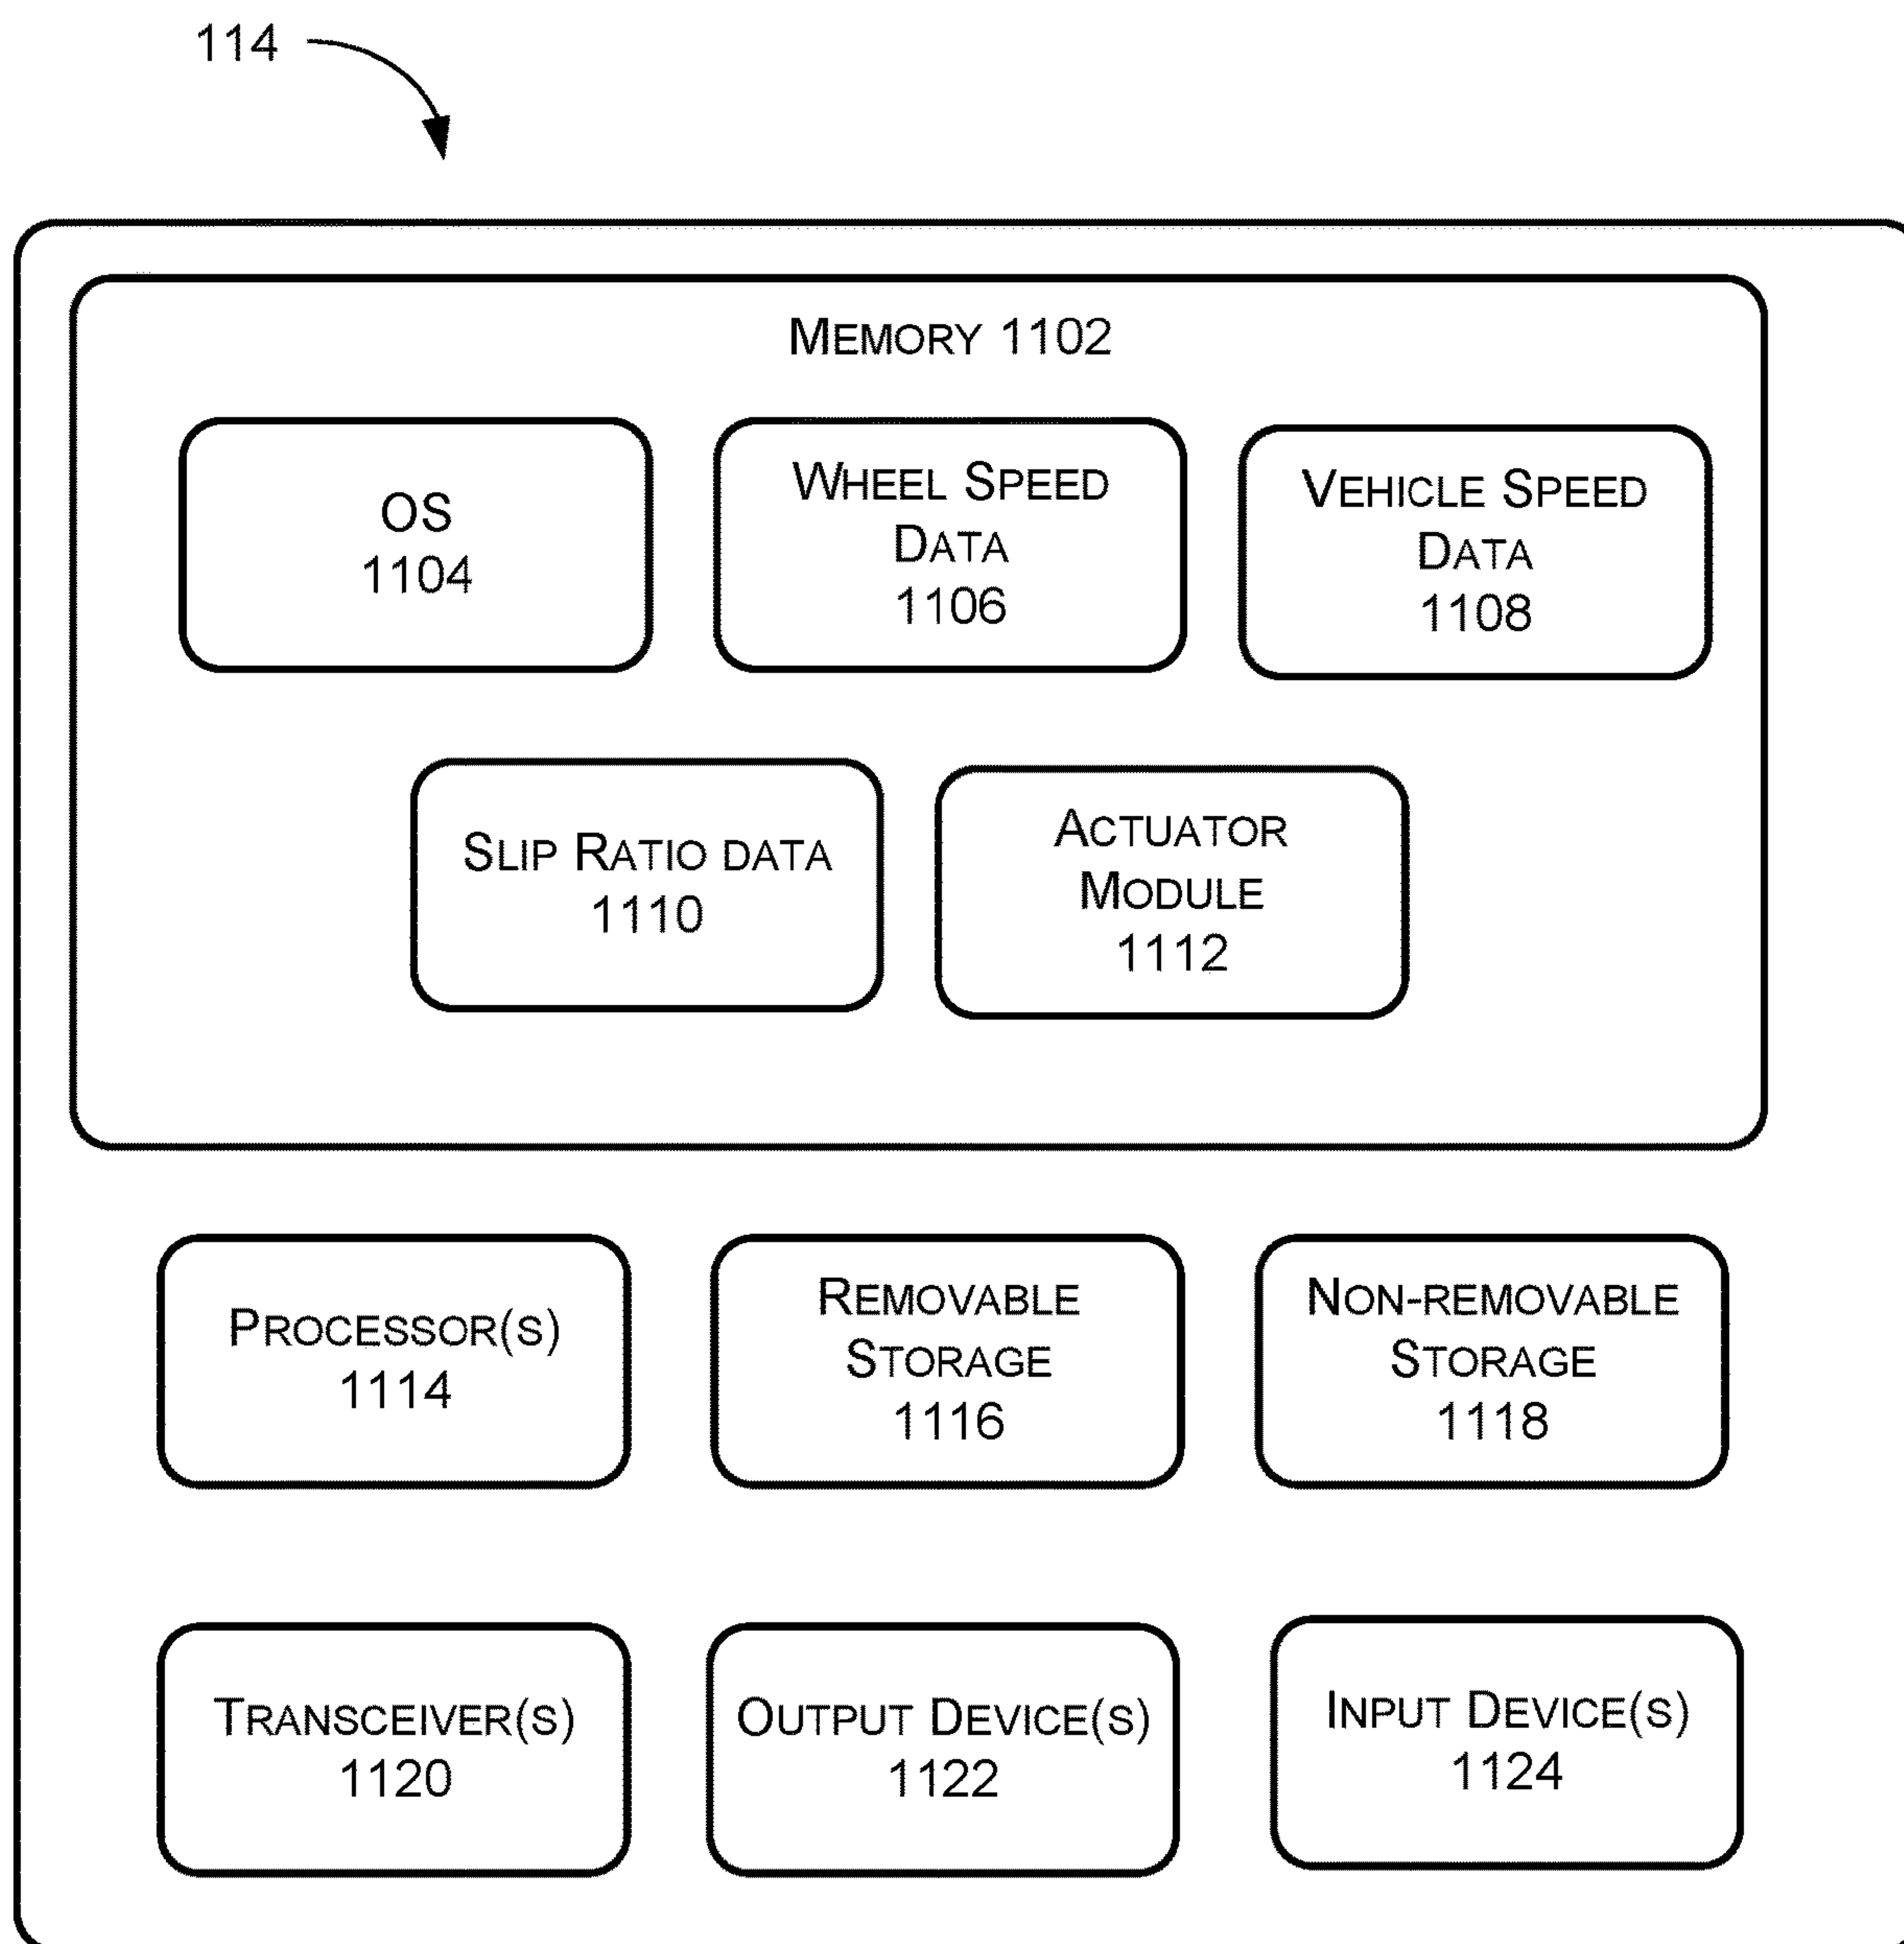 114
MEMORY 1102
OS
1104
WHEEL SPEED
DATA
1106
VEHICLE SPEED
DATA
1108
SLIP RATIO DATA
1110
ACTUATOR
MODULE
1112
PROCESSOR(S)
1114
REMOVABLE
STORAGE
1116
NON-REMOVABLE
STORAGE
1118
TRANSCEIVER(S)
1120
OUTPUT DEVICE(S)
1122
INPUT DEVICE(S)
1124